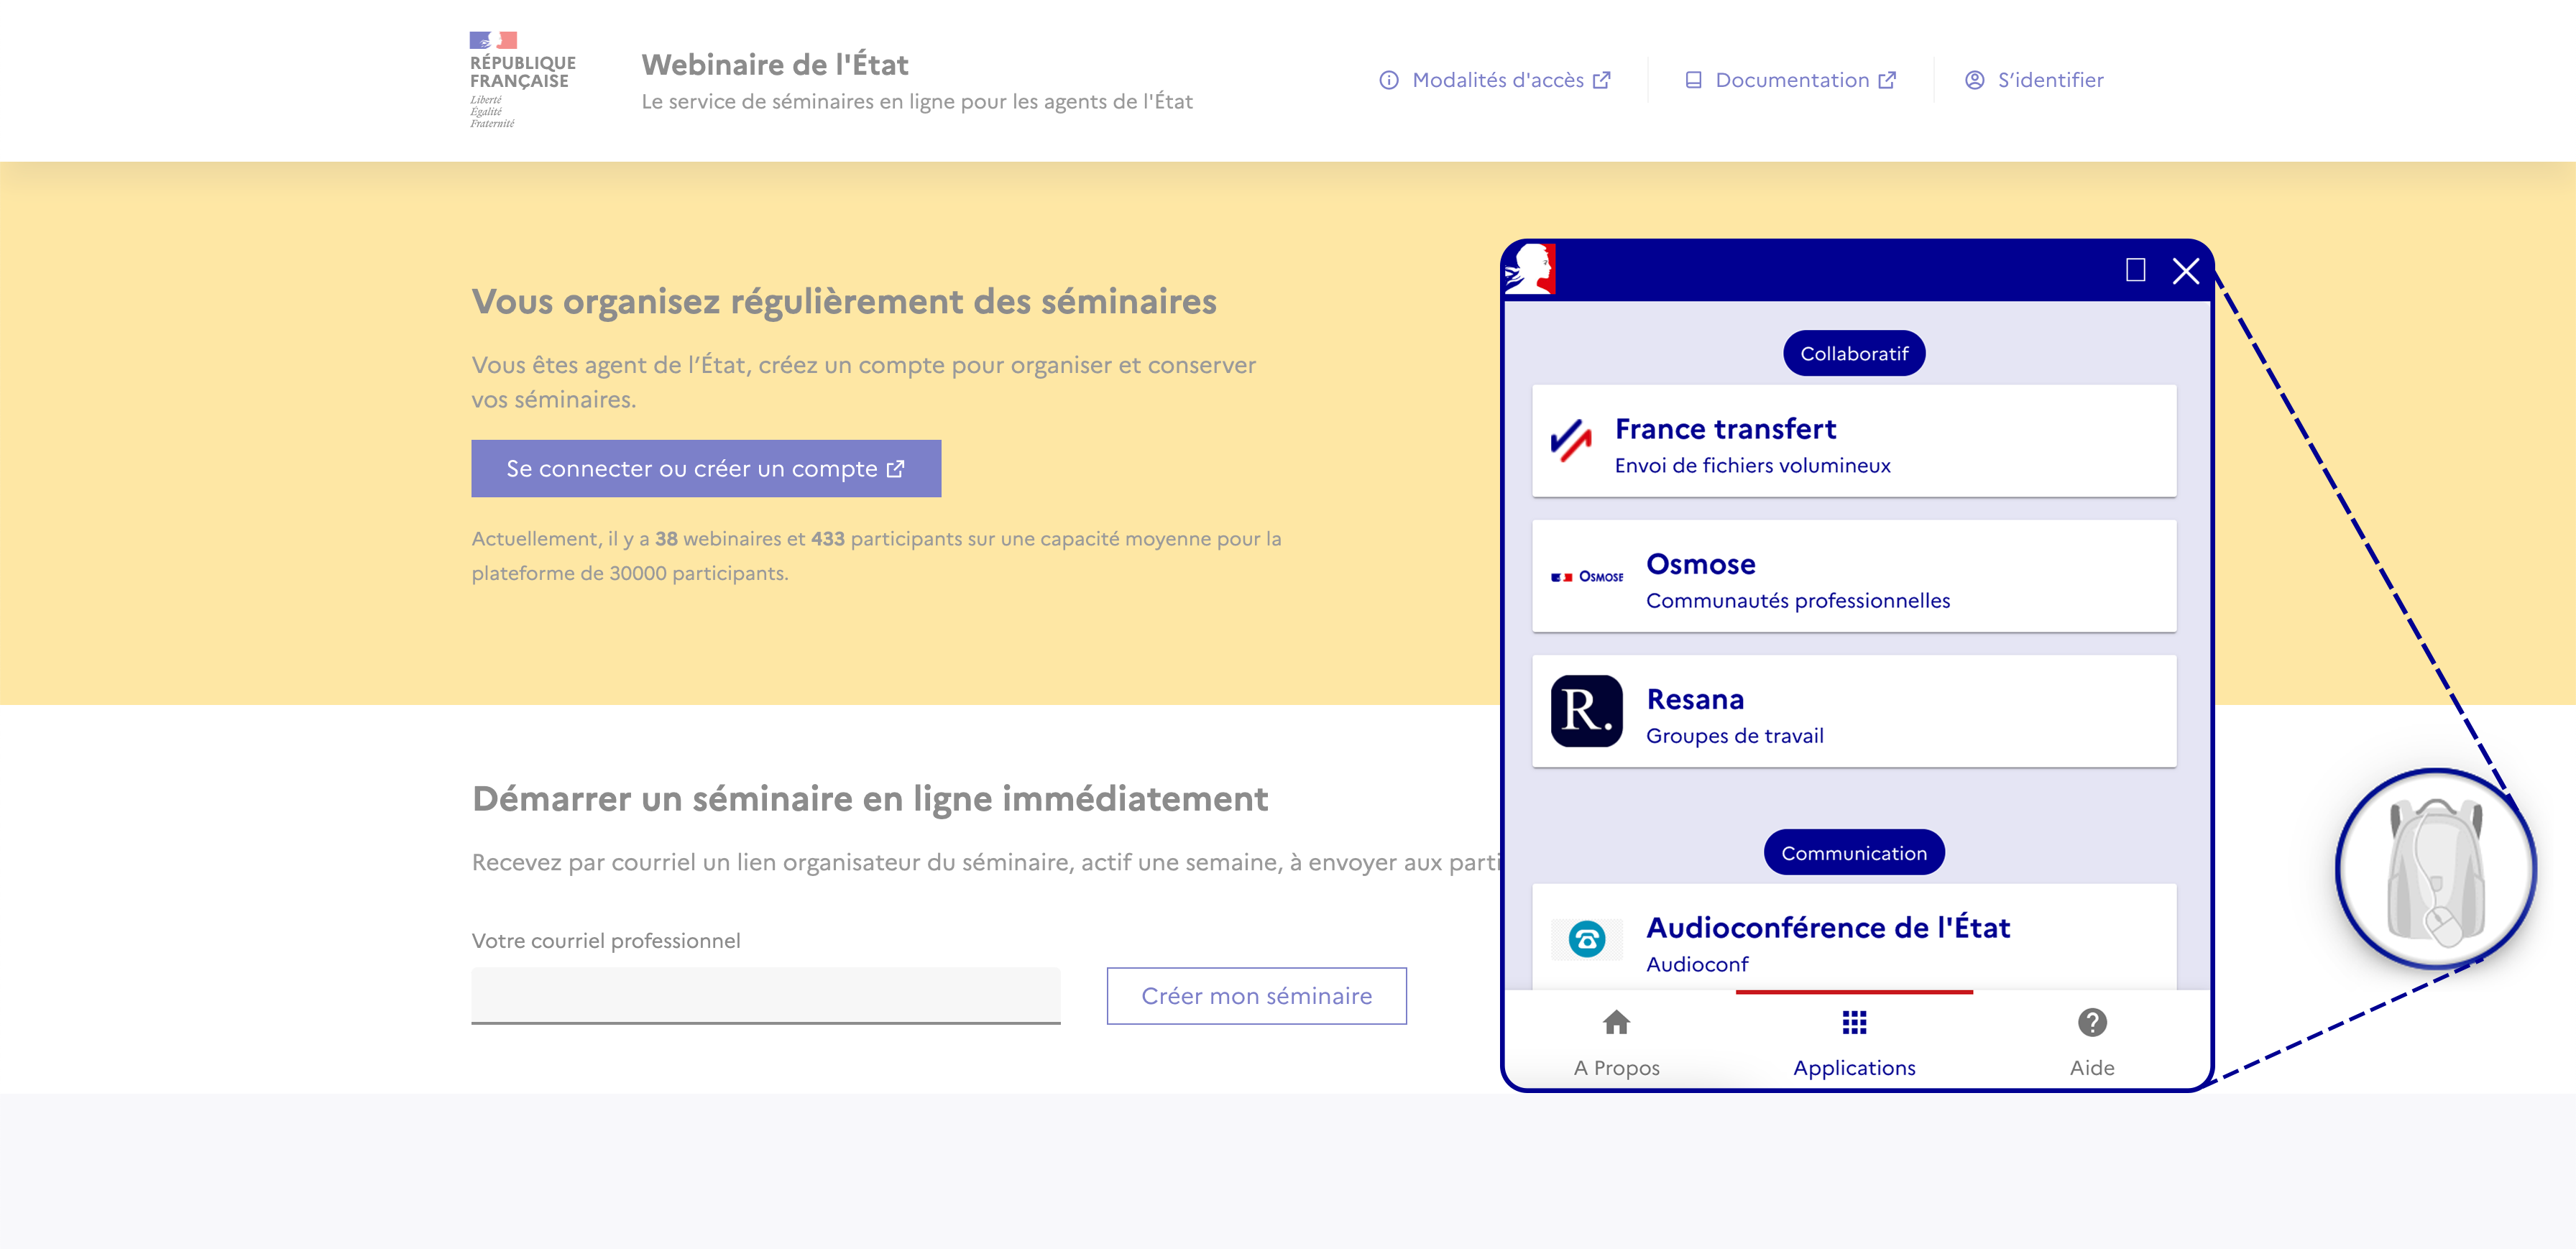 RÉPUBLIQUE
FRANÇAISE
Liberté
Égalité
Fraternité
Webinaire de l'État
Le service de séminaires en ligne pour les agents de l'État
Modalités d'accès
Documentation
S’identifier
Vous organisez régulièrement des séminaires
Vous êtes agent de l’État, créez un compte pour organiser et conserver
vos séminaires.
Se connecter ou créer un compte
Actuellement, il y a 38 webinaires et 433 participants sur une capacité moyenne pour la
plateforme de 30000 participants.
Démarrer un séminaire en ligne immédiatement
Recevez par courriel un lien organisateur du séminaire, actif une semaine, à envoyer aux parti
Votre courriel professionnel
Créer mon séminaire
Collaboratif
France transfert
Envoi de fichiers volumineux
OSMOSE
Osmose
Communautés professionnelles
R.
Resana
Groupes de travail
Communication
Audioconférence de l'État
Audioconf
A Propos
Applications
Aide